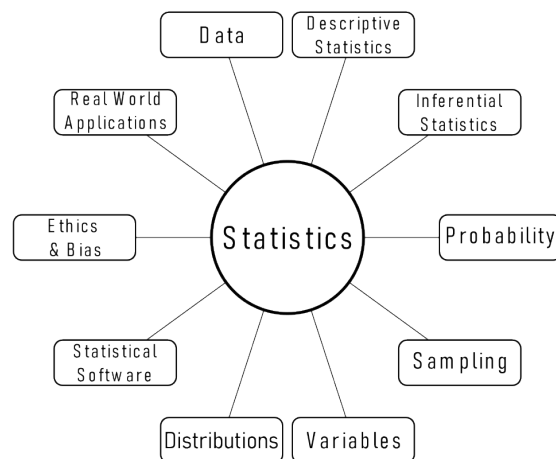 Data
Descriptive
Statistics
Real World
Applications
Inferential
Statistics
Ethics
& Bias
Statistics
Probability
Statistical
Software
Sampling
Distributions
Variables